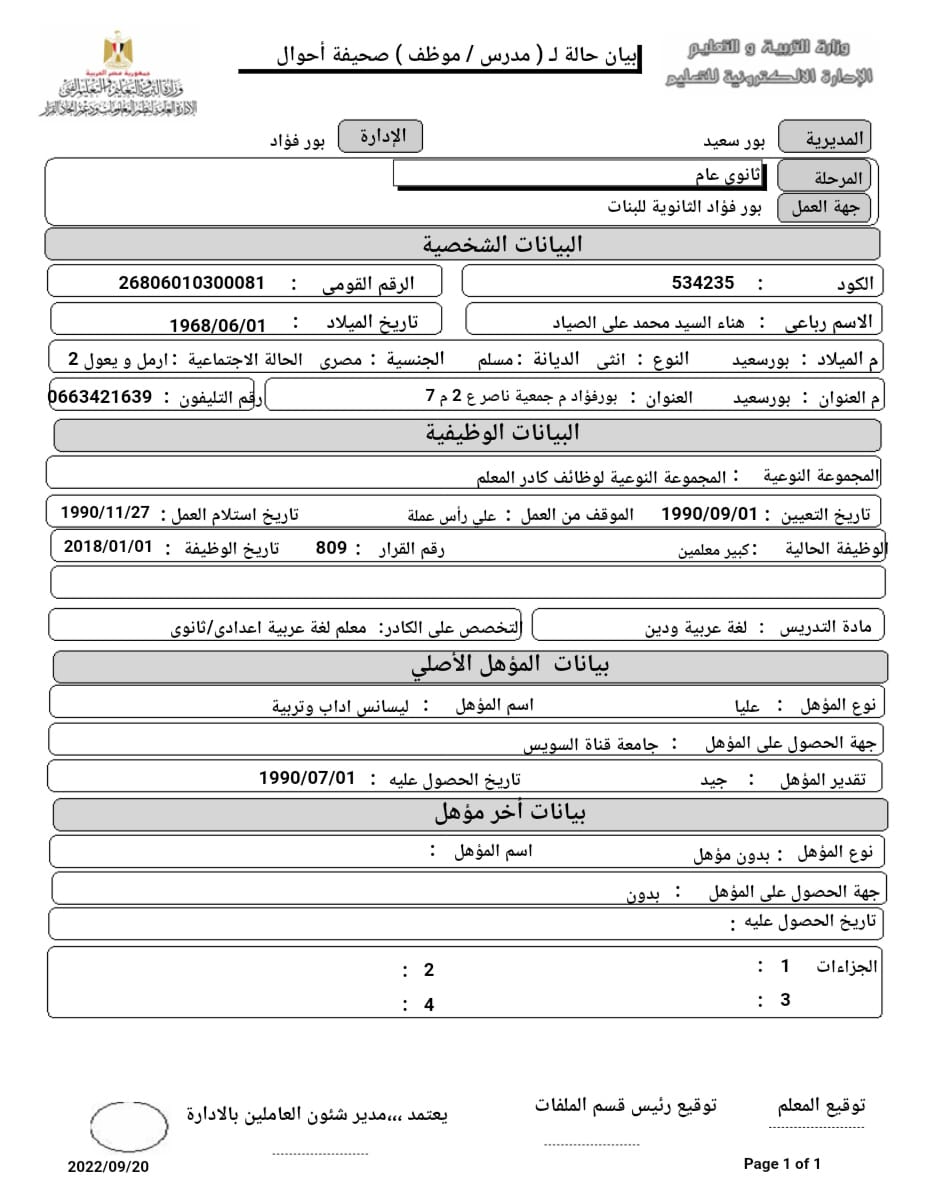 جمهورية مصر العربية
وزارة التربية والتعليم والتعليم الفني
الإدارة العامة لنظم المعلومات ودعم اتخاذ القرار
بيان حالة لـ ( مدرس / موظف ) صحيفة أحوال
وزارة التربية و التعليم
الإدارة الالكترونية للتعليم
المديرية بور سعيد الإدارة بور فؤاد
المرحلة ثانوي عام
جهة العمل بور فؤاد الثانوية للبنات
البيانات الشخصية
الكود : 534235 الرقم القومى : 26806010300081
الاسم رباعي : هناء السيد محمد على الصياد تاريخ الميلاد : 1968/06/01
م الميلاد : بورسعيد النوع : انثى الديانة : مسلم الجنسية : مصرى الحالة الاجتماعية : ارمل و يعول 2
م العنوان : بورسعيد العنوان : بورفؤاد م جمعية ناصر ع 2 م 7 رقم التليفون : 0663421639
البيانات الوظيفية
المجموعة النوعية : المجموعة النوعية لوظائف كادر المعلم
تاريخ التعيين : 1990/09/01 الموقف من العمل : علي رأس عملة تاريخ استلام العمل : 1990/11/27
الوظيفة الحالية : كبير معلمين رقم القرار : 809 تاريخ الوظيفة : 2018/01/01
مادة التدريس : لغة عربية ودين التخصص على الكادر: معلم لغة عربية اعدادى/ثانوى
بيانات المؤهل الأصلي
نوع المؤهل : عليا اسم المؤهل : ليسانس اداب وتربية
جهة الحصول على المؤهل : جامعة قناة السويس
تقدير المؤهل : جيد تاريخ الحصول عليه : 1990/07/01
بيانات أخر مؤهل
نوع المؤهل : بدون مؤهل اسم المؤهل :
جهة الحصول على المؤهل : بدون
تاريخ الحصول عليه :
الجزاءات 1 : 2 :
3 : 4 :
توقيع المعلم توقيع رئيس قسم الملفات يعتمد ،،،مدير شئون العاملين بالادارة
Page 1 of 1 2022/09/20